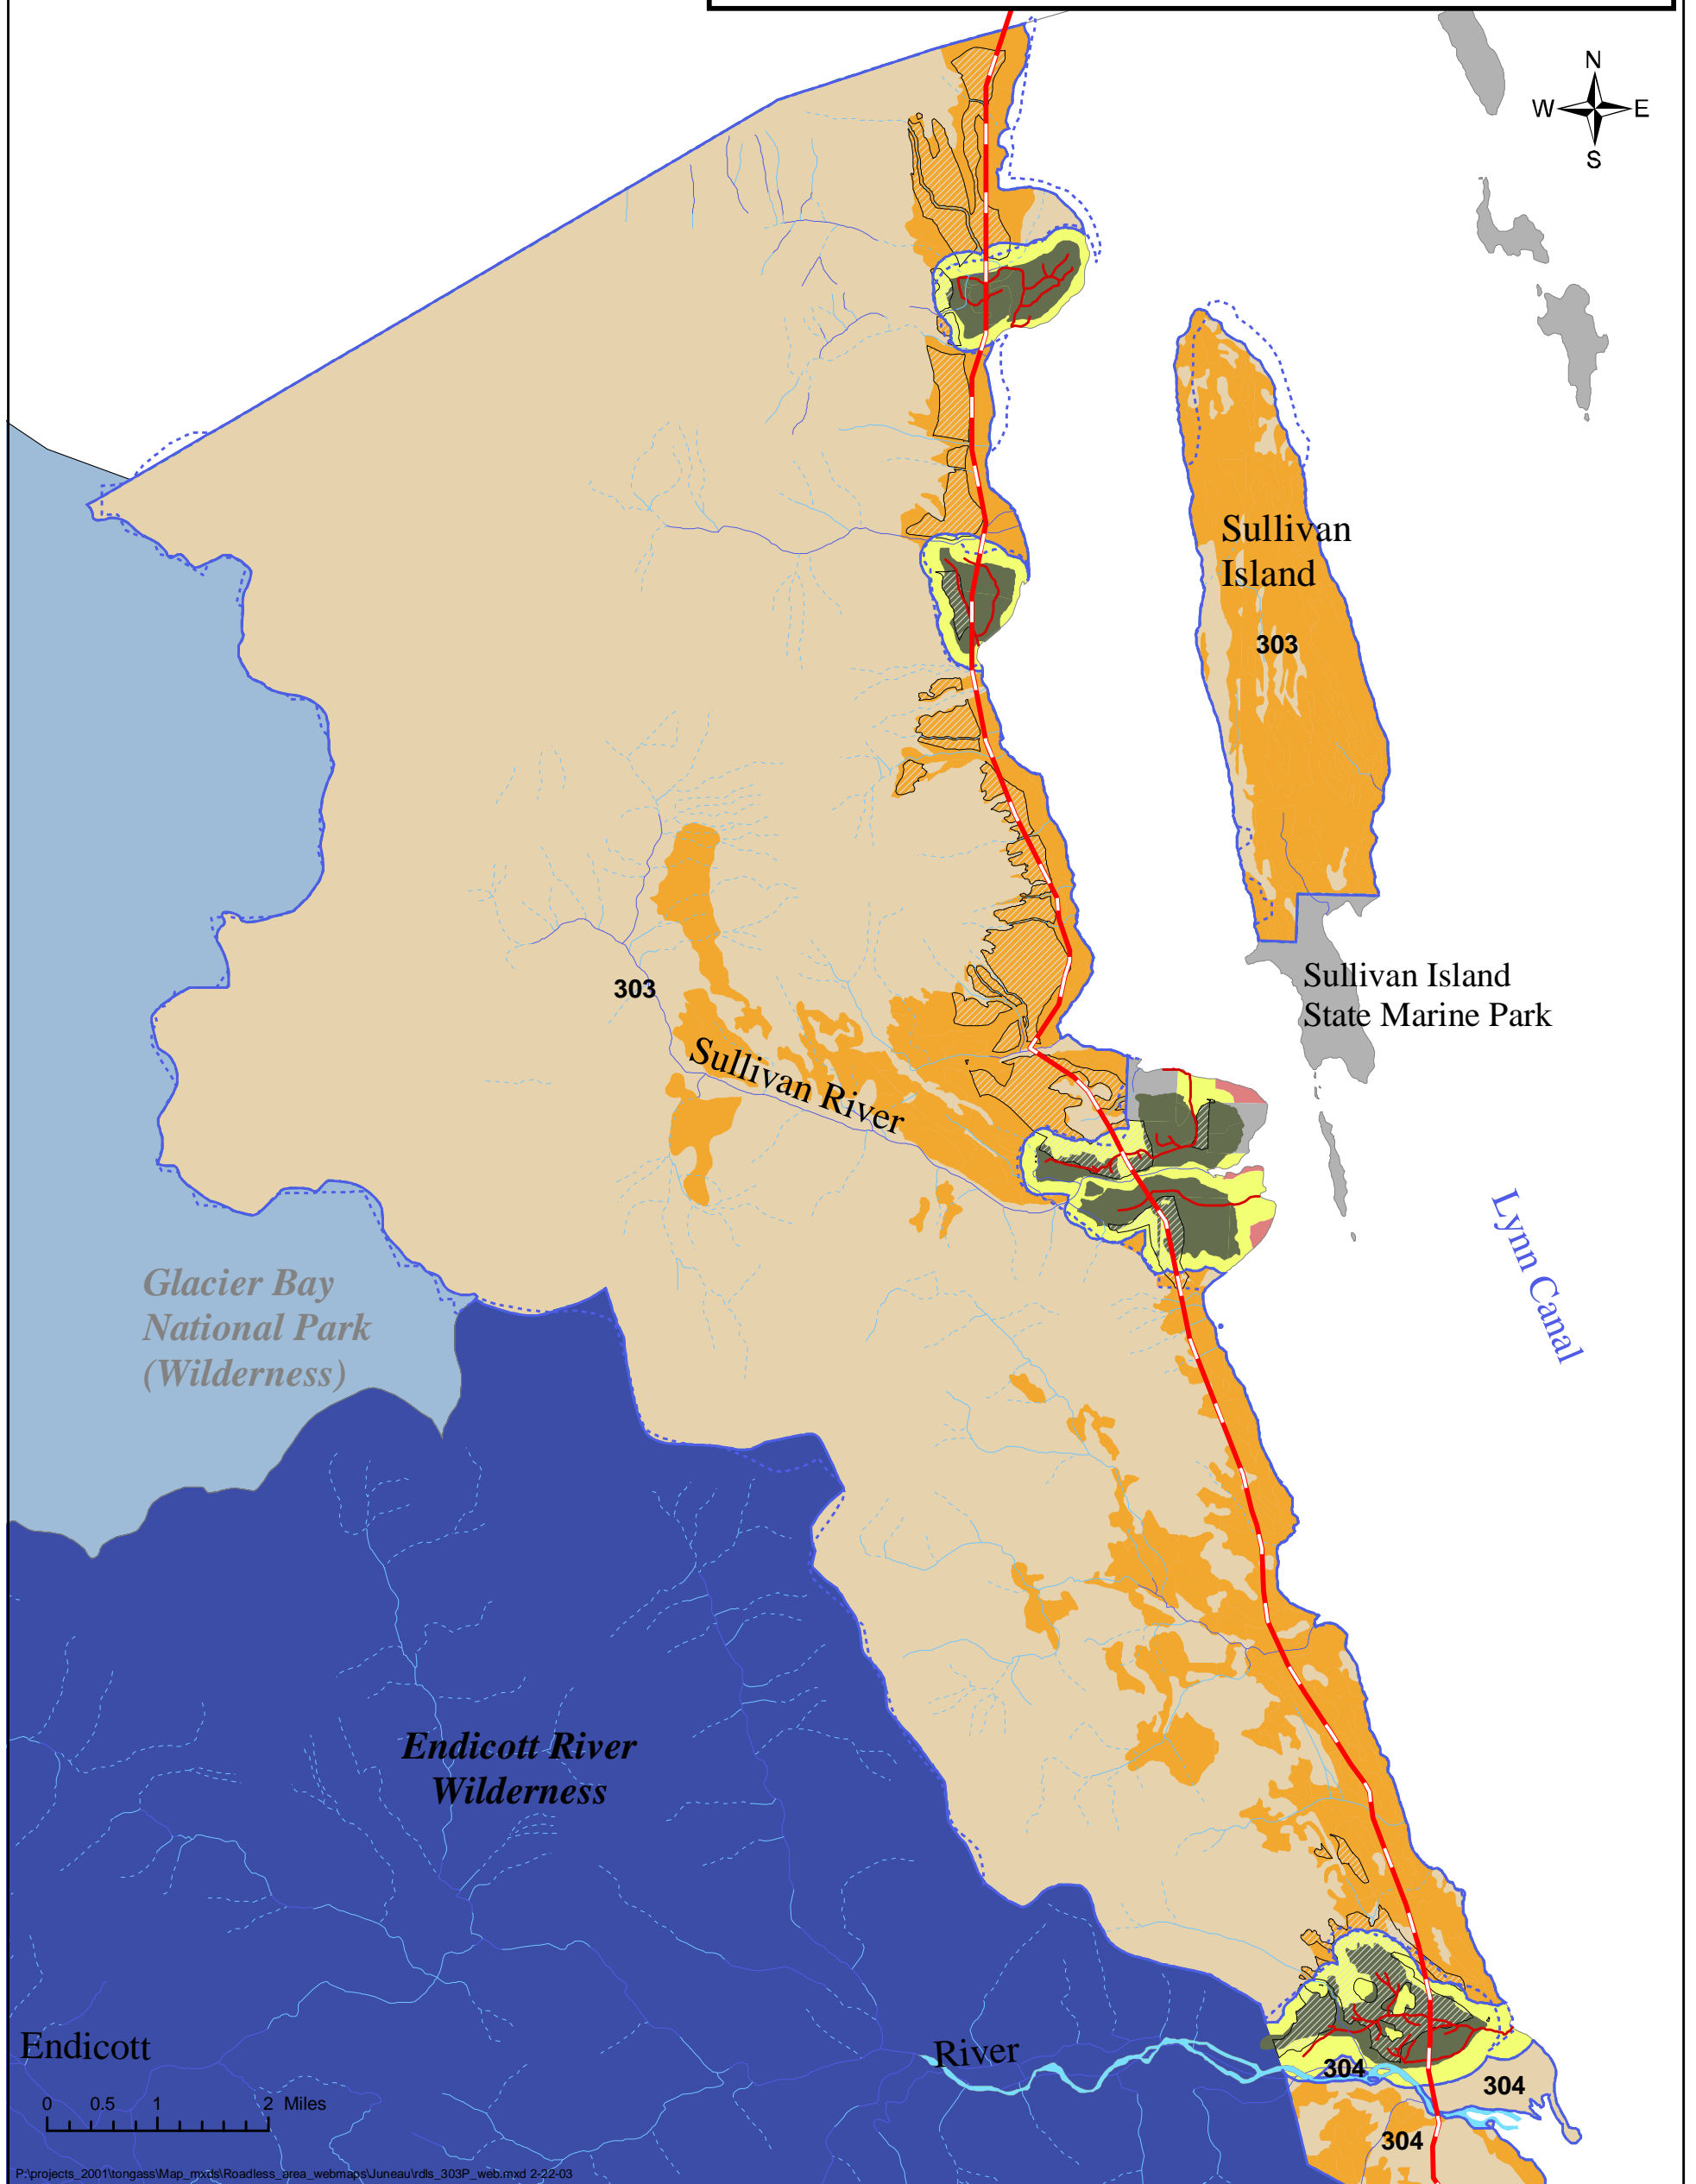 N
W E
S
Sullivan
Island
303
Sullivan Island
State Marine Park
303
Sullivan River
Lynn Canal
Glacier Bay
National Park
(Wilderness)
Endicott River
Wilderness
Endicott
River
304
304
304
0 0.5 1 2 Miles
P:\projects_2001\tongass\Map_mxds\Roadless_area_webmaps\Juneau\rdls_303P_web.mxd 2-22-03